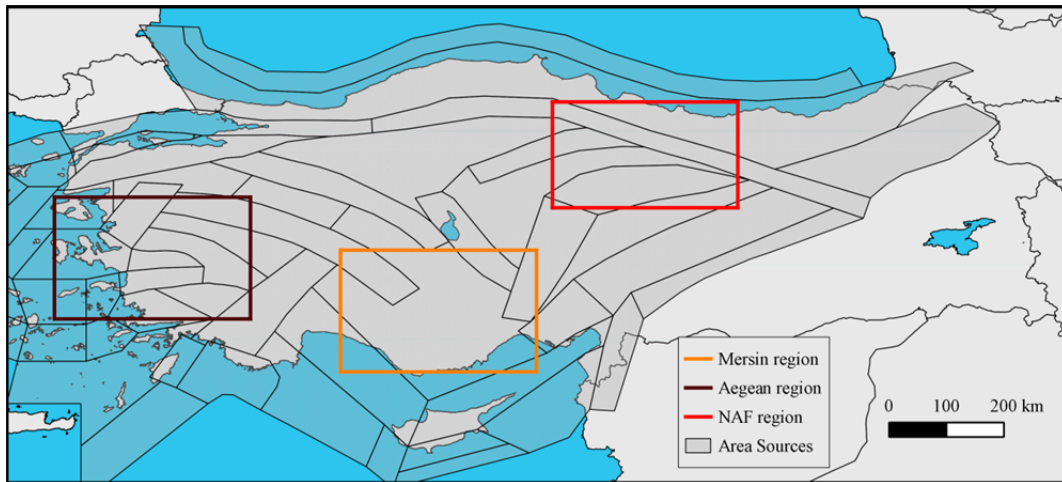 Mersin region
Aegean region
NAF region
Area Sources
0 100 200 km